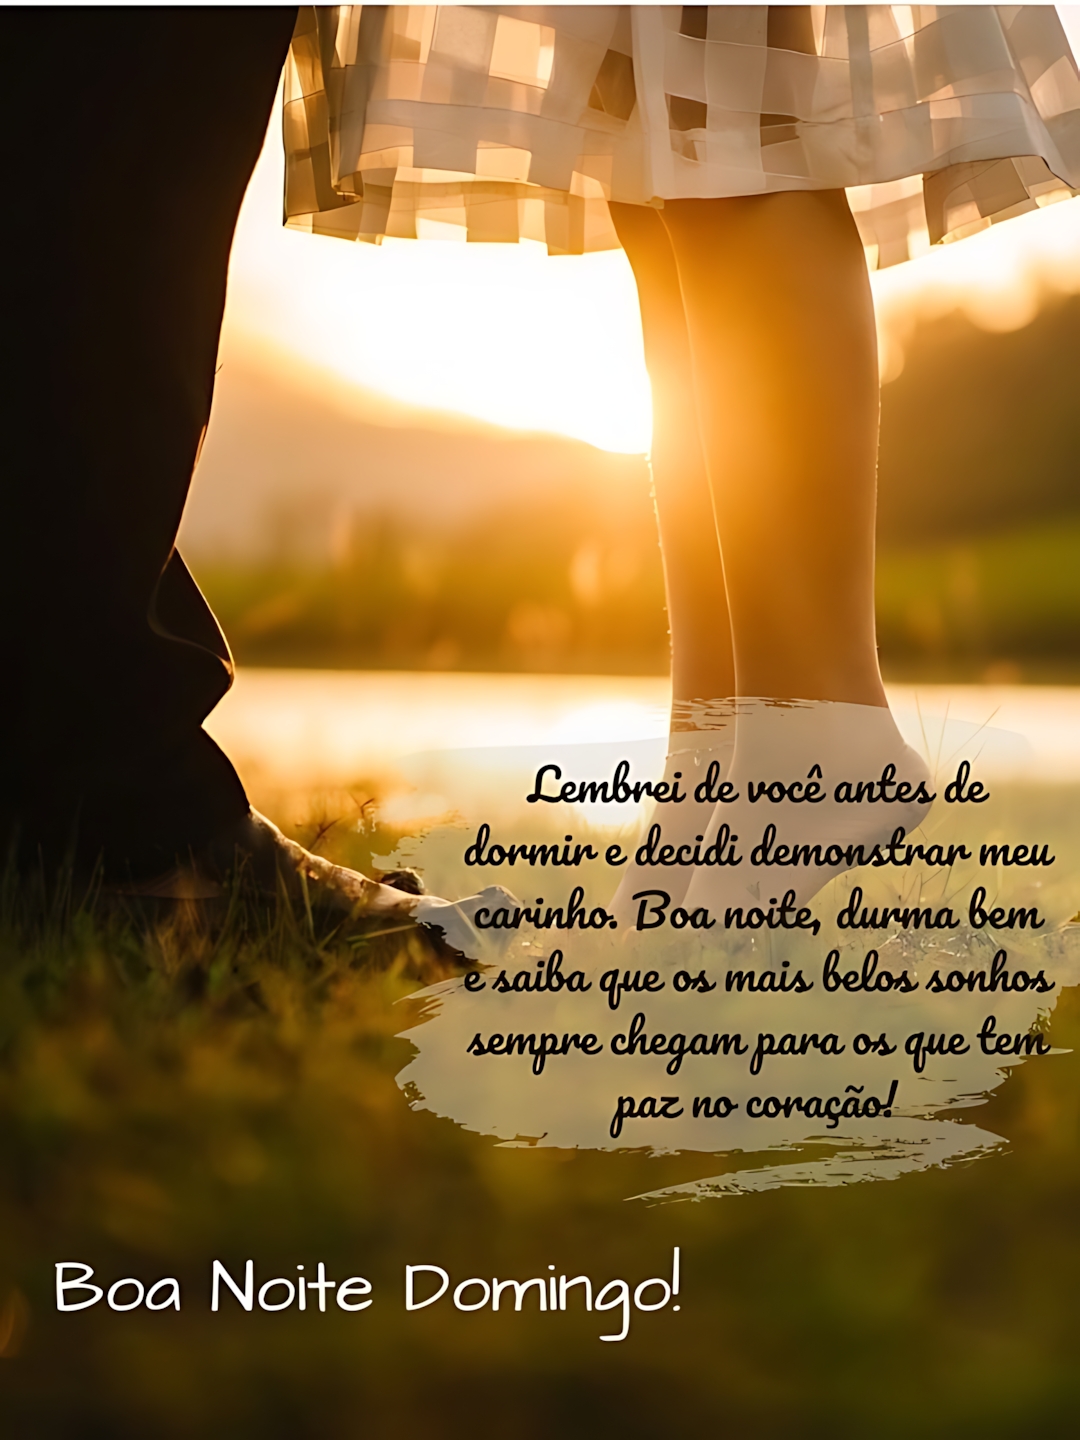 Lembrei de você antes de
dormir e decidi demonstrar meu
carinho. Boa noite, durma bem
e saiba que os mais belos sonhos
sempre chegam para os que tem
paz no coração!
Boa Noite Domingo!